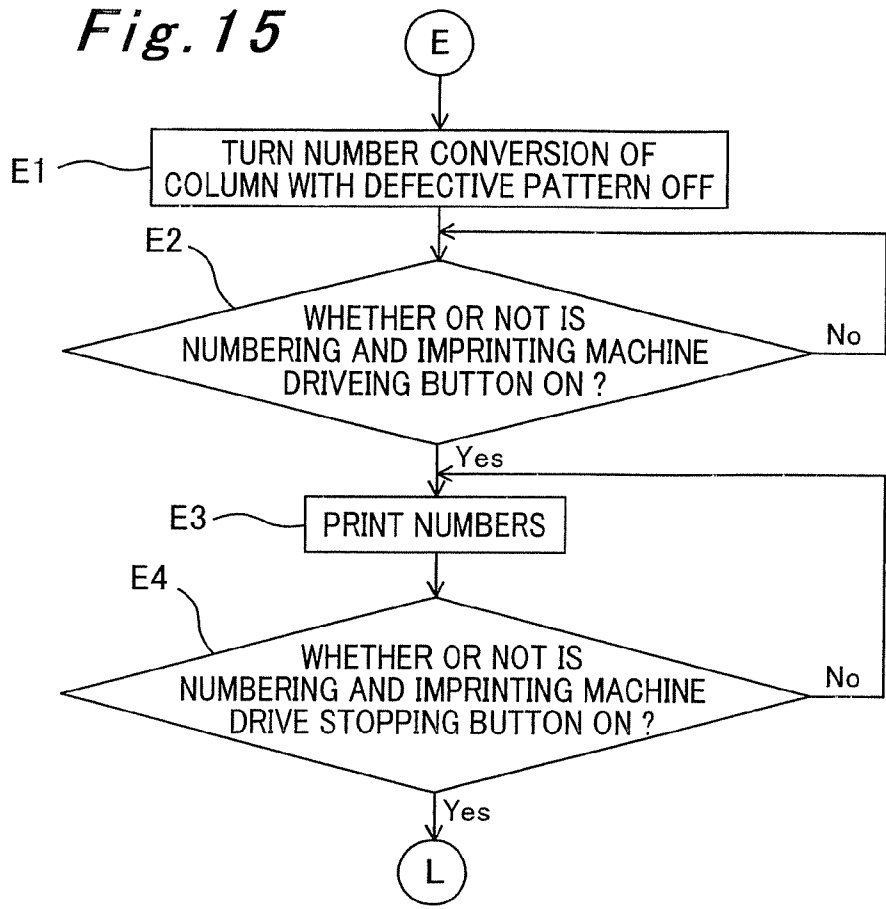 Fig.15
E
E1
TURN NUMBER CONVERSION OF
COLUMN WITH DEFECTIVE PATTERN OFF
E2
WHETHER OR NOT IS
NUMBERING AND IMPRINTING MACHINE
DRIVEING BUTTON ON ?
No
Yes
E3
PRINT NUMBERS
E4
WHETHER OR NOT IS
NUMBERING AND IMPRINTING MACHINE
DRIVE STOPPING BUTTON ON ?
No
Yes
L